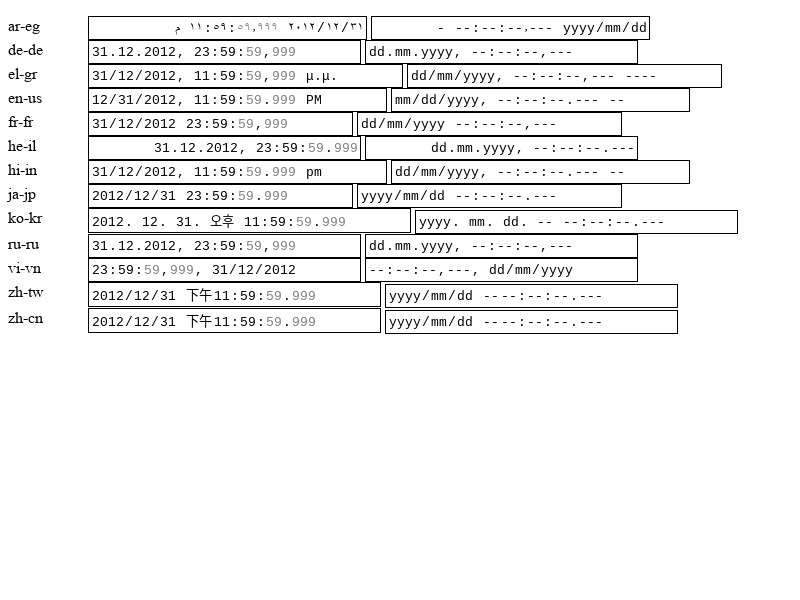 ar-eg ٣١/١٢/٢٠١٢ ١١:٥٩:٥٩,٩٩٩ م - --:--:--,--- yyyy/mm/dd
de-de 31.12.2012, 23:59:59,999 dd.mm.yyyy, --:--:--,---
el-gr 31/12/2012, 11:59:59,999 μ.μ. dd/mm/yyyy, --:--:--,--- ----
en-us 12/31/2012, 11:59:59.999 PM mm/dd/yyyy, --:--:--.--- --
fr-fr 31/12/2012 23:59:59,999 dd/mm/yyyy --:--:--,---
he-il 31.12.2012, 23:59:59.999 dd.mm.yyyy, --:--:--.---
hi-in 31/12/2012, 11:59:59.999 pm dd/mm/yyyy, --:--:--.--- --
ja-jp 2012/12/31 23:59:59.999 yyyy/mm/dd --:--:--.---
ko-kr 2012. 12. 31. 오후 11:59:59.999 yyyy. mm. dd. -- --:--:--.---
ru-ru 31.12.2012, 23:59:59,999 dd.mm.yyyy, --:--:--,---
vi-vn 23:59:59,999, 31/12/2012 --:--:--,---, dd/mm/yyyy
zh-tw 2012/12/31 下午11:59:59.999 yyyy/mm/dd ----:--:--.---
zh-cn 2012/12/31 下午11:59:59.999 yyyy/mm/dd ----:--:--.---